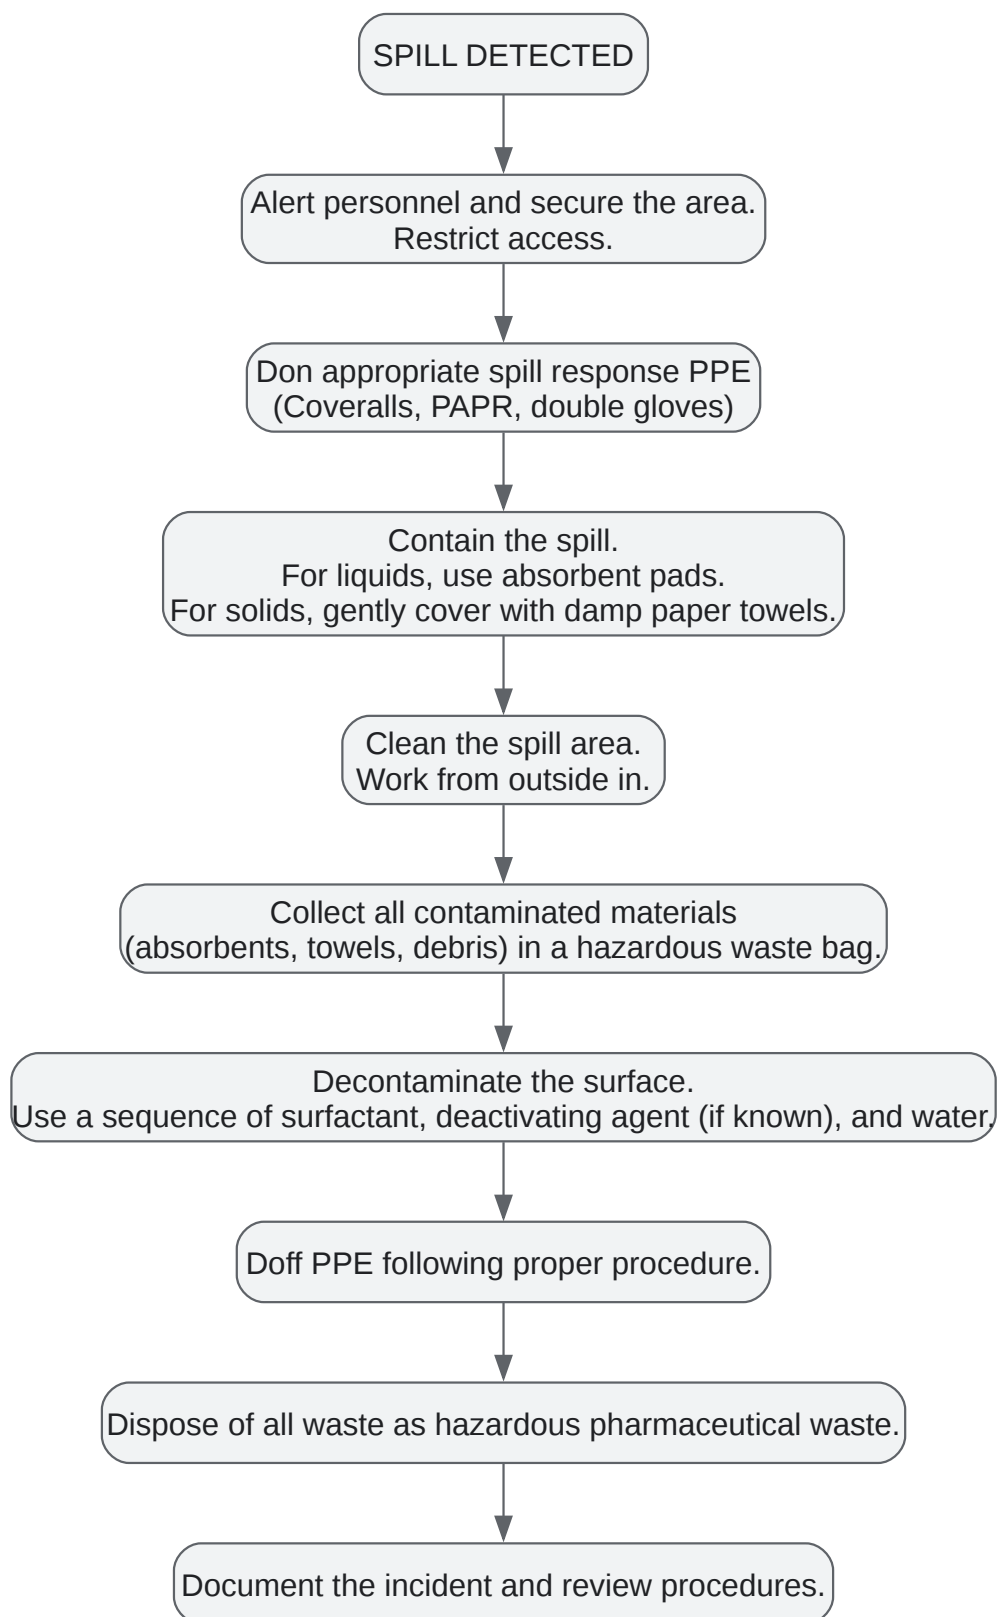 SPILL DETECTED
Alert personnel and secure the area.
Restrict access.
Don appropriate spill response PPE
(Coveralls, PAPR, double gloves)
Contain the spill.
For liquids, use absorbent pads.
For solids, gently cover with damp paper towels.
Clean the spill area.
Work from outside in.
Collect all contaminated materials
(absorbents, towels, debris) in a hazardous waste bag.
Decontaminate the surface.
Use a sequence of surfactant, deactivating agent (if known), and water.
Doff PPE following proper procedure.
Dispose of all waste as hazardous pharmaceutical waste.
Document the incident and review procedures.